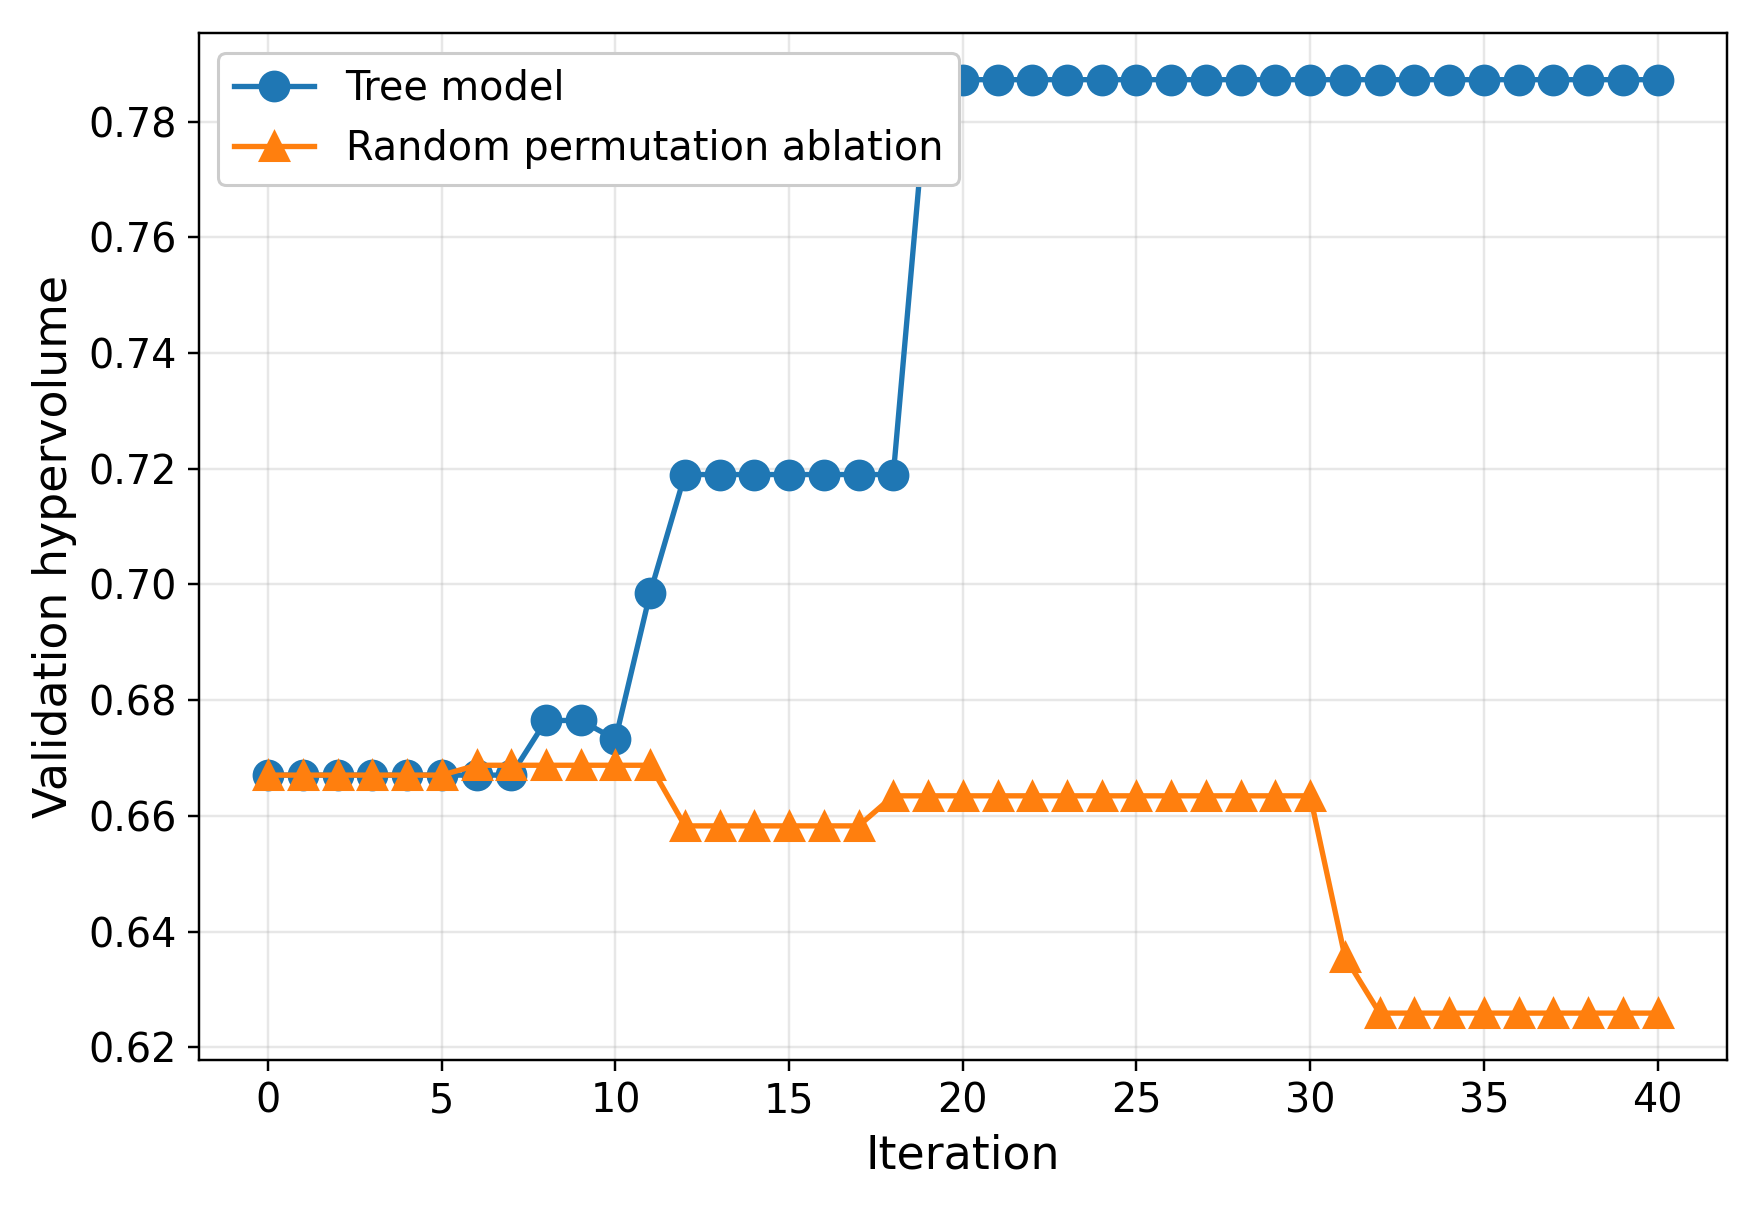 Tree model
Random permutation ablation
Validation hypervolume
0.78
0.76
0.74
0.72
0.70
0.68
0.66
0.64
0.62
0 5 10 15 20 25 30 35 40
Iteration